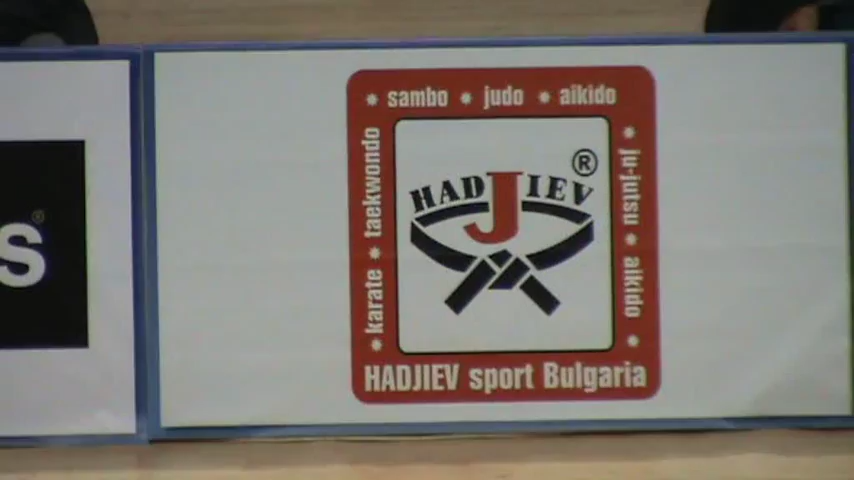 sambo * judo * aikido
karate * taekwondo
* ju-jutsu * aikido *
HADJIEV ®
HADJIEV sport Bulgaria
s ®